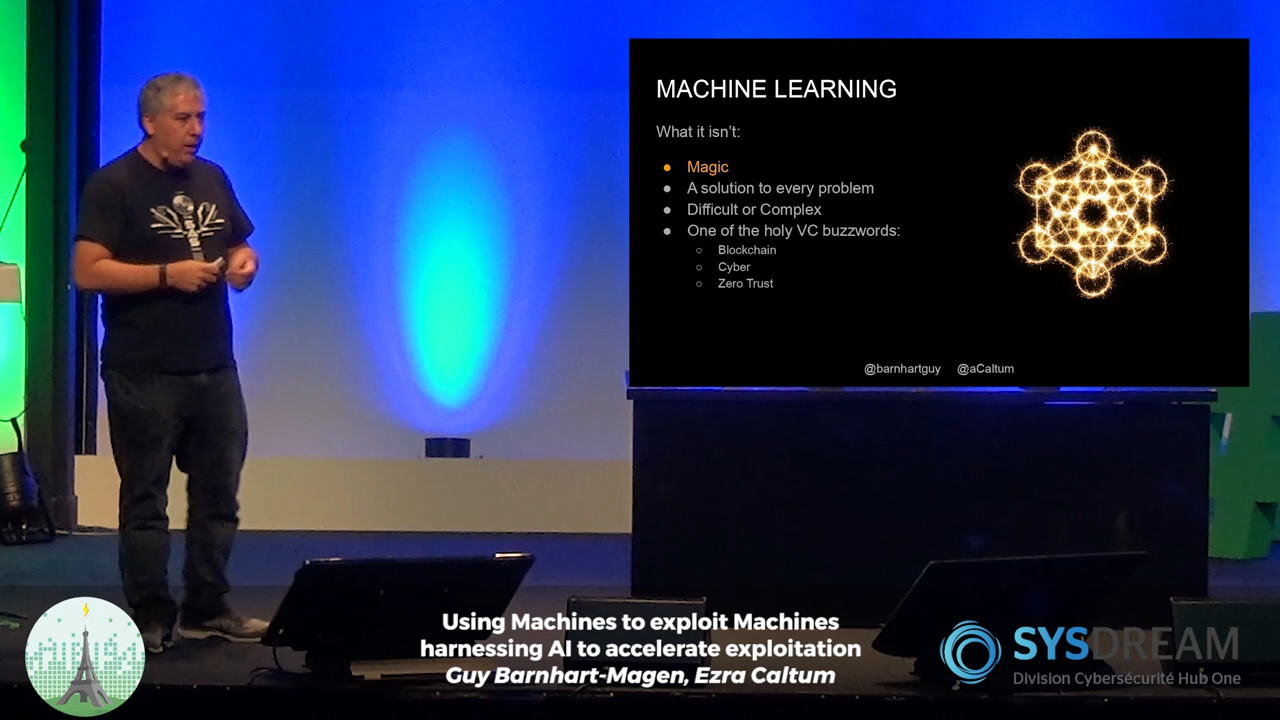 MACHINE LEARNING
What it isn't:
● Magic
● A solution to every problem
● Difficult or Complex
● One of the holy VC buzzwords:
○ Blockchain
○ Cyber
○ Zero Trust
@barnhartguy @aCaltum
Using Machines to exploit Machines
harnessing AI to accelerate exploitation
Guy Barnhart-Magen, Ezra Caltum
SYSDREAM
Division Cybersécurité Hub One